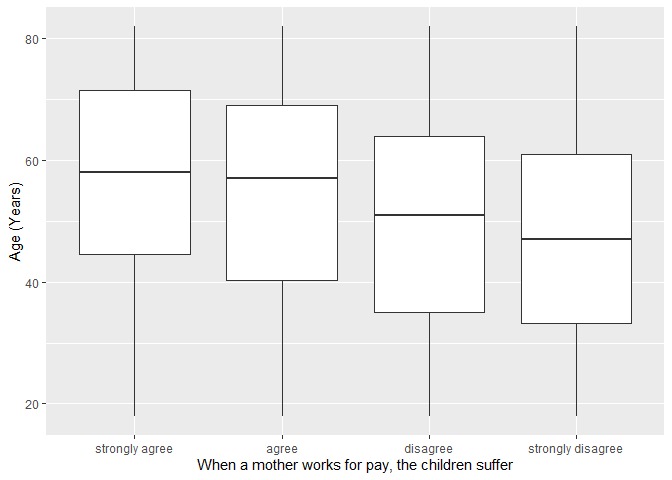 80
60
40
20
Age (Years)
strongly agree agree disagree strongly disagree
When a mother works for pay, the children suffer